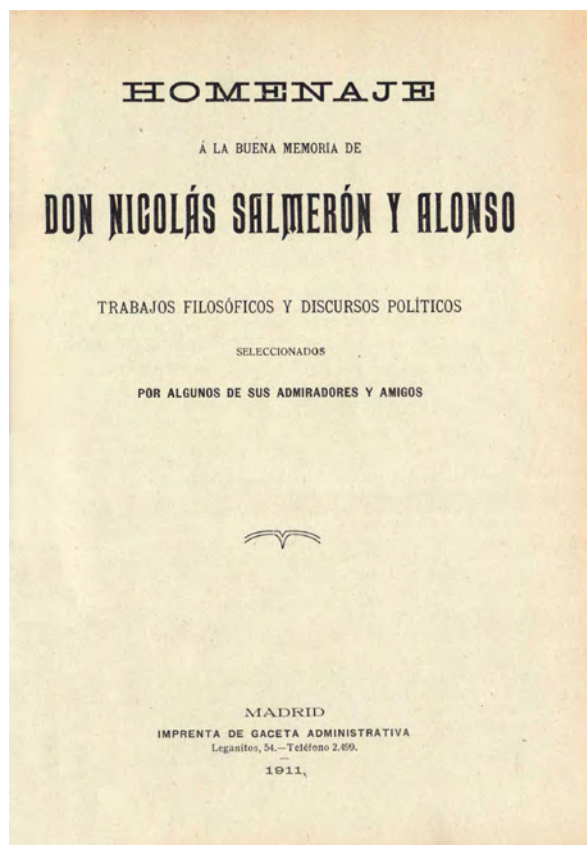 HOMENAJE
Á LA BUENA MEMORIA DE
DON NICOLÁS SALMERÓN Y ALONSO
TRABAJOS FILOSÓFICOS Y DISCURSOS POLÍTICOS
SELECCIONADOS
POR ALGUNOS DE SUS ADMIRADORES Y AMIGOS
MADRID
IMPRENTA DE GACETA ADMINISTRATIVA
Leganitos, 54.—Teléfono 2.499.
1911